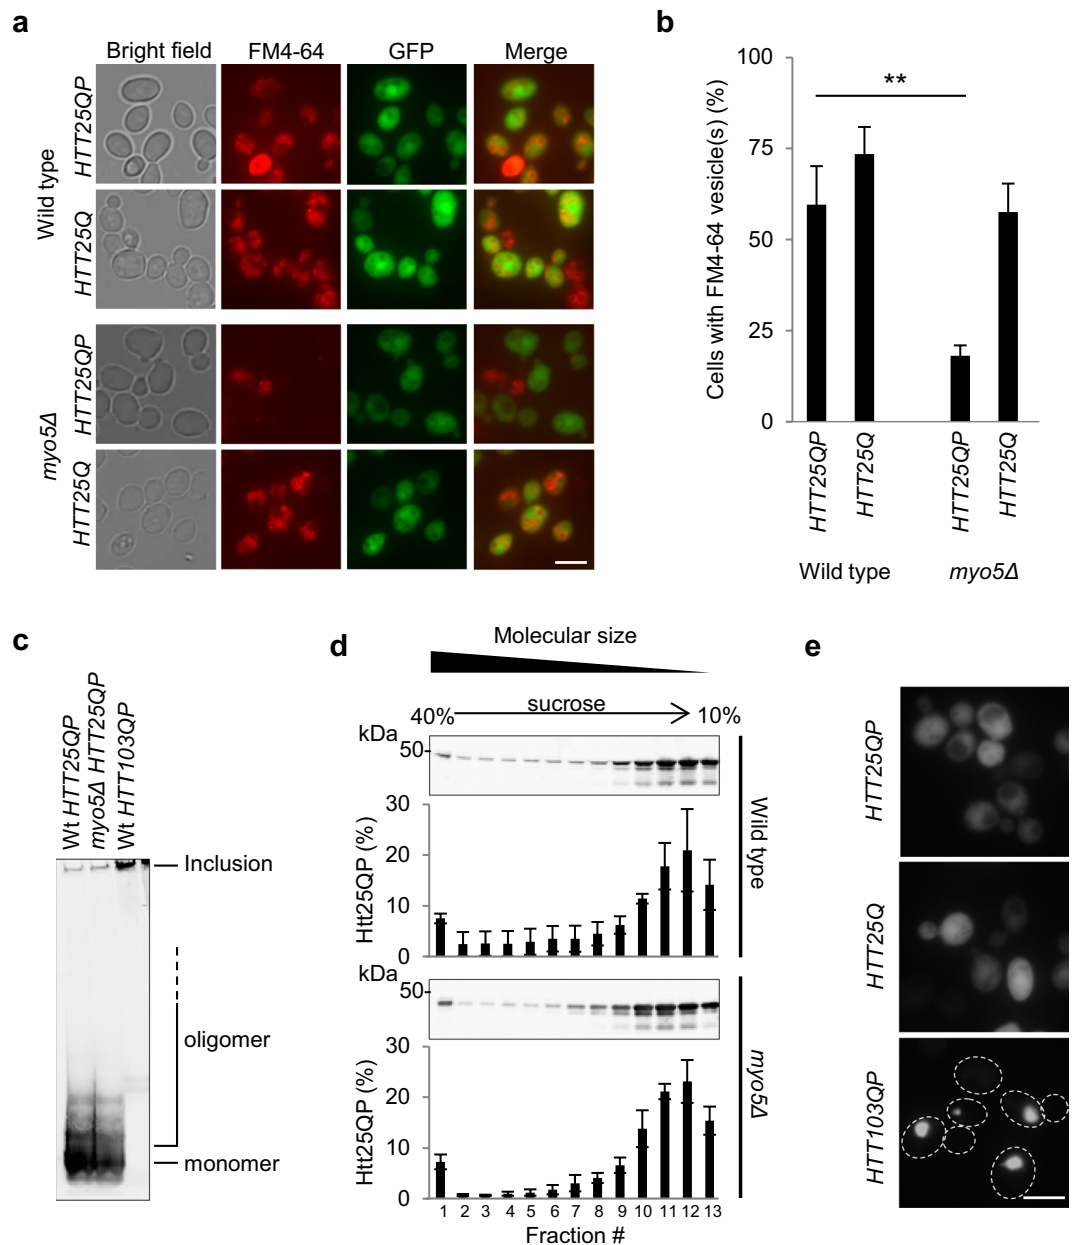 a
Bright field FM4-64 GFP Merge
Wild type
HTT25QP
HTT25Q
myo5Δ
HTT25QP
HTT25Q
b
Cells with FM4-64 vesicle(s) (%)
100
75
50
25
0
**
HTT25QP HTT25Q HTT25QP HTT25Q
Wild type myo5Δ
c
Wt HTT25QP
myo5Δ HTT25QP
Wt HTT103QP
Inclusion
oligomer
monomer
d
Molecular size
sucrose
40% 10%
kDa
50
Wild type
Htt25QP (%)
30
20
10
0
kDa
50
myo5Δ
Htt25QP (%)
30
20
10
0
1 2 3 4 5 6 7 8 9 10 11 12 13
Fraction #
e
HTT25QP
HTT25Q
HTT103QP